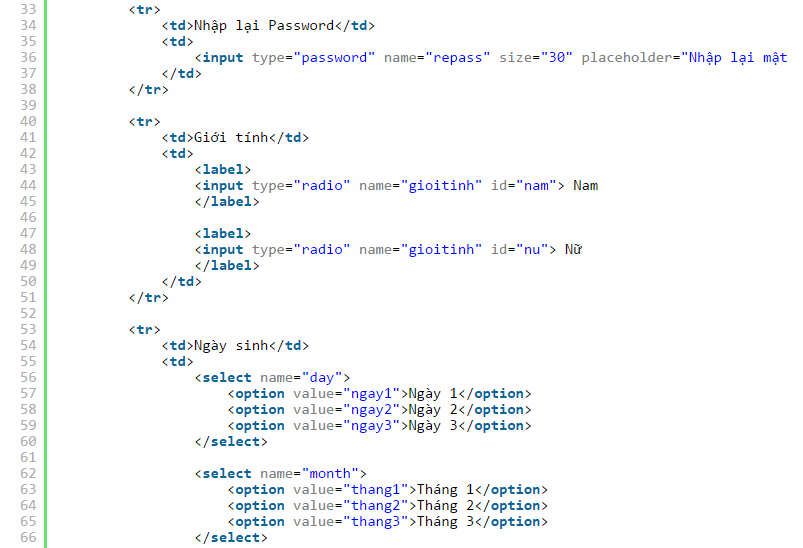 33 <tr>
34 <td>Nhập lại Password</td>
35 <td>
36 <input type="password" name="repass" size="30" placeholder="Nhập lại mật
37 </td>
38 </tr>
39
40 <tr>
41 <td>Giới tính</td>
42 <td>
43 <label>
44 <input type="radio" name="gioitinh" id="nam"> Nam
45 </label>
46
47 <label>
48 <input type="radio" name="gioitinh" id="nu"> Nữ
49 </label>
50 </td>
51 </tr>
52
53 <tr>
54 <td>Ngày sinh</td>
55 <td>
56 <select name="day">
57 <option value="ngay1">Ngày 1</option>
58 <option value="ngay2">Ngày 2</option>
59 <option value="ngay3">Ngày 3</option>
60 </select>
61
62 <select name="month">
63 <option value="thang1">Tháng 1</option>
64 <option value="thang2">Tháng 2</option>
65 <option value="thang3">Tháng 3</option>
66 </select>